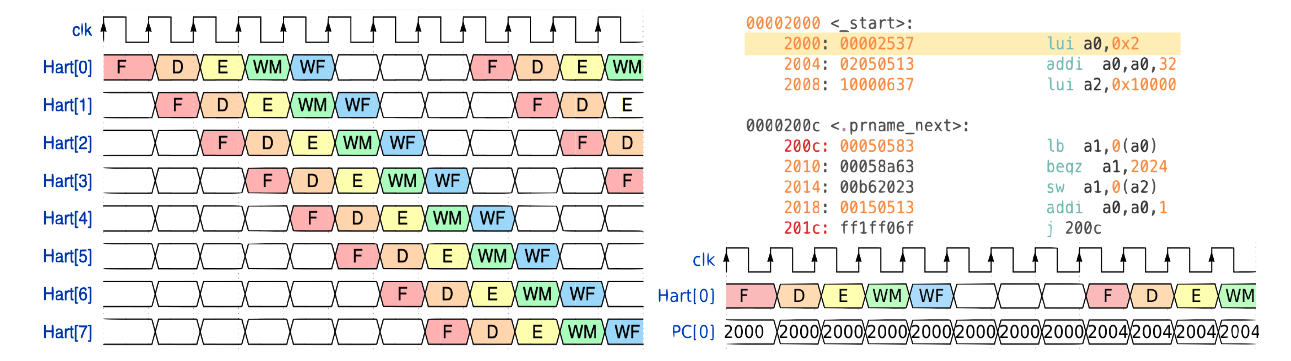 clk
Hart[0] F D E WM WF F D E WM
Hart[1] F D E WM WF F D E
Hart[2] F D E WM WF F D
Hart[3] F D E WM WF F
Hart[4] F D E WM WF
Hart[5] F D E WM WF
Hart[6] F D E WM WF
Hart[7] F D E WM WF
00002000 <_start>:
2000: 00002537 lui a0,0x2
2004: 02050513 addi a0,a0,32
2008: 10000637 lui a2,0x10000
0000200c <.prname_next>:
200c: 00050583 lb a1,0(a0)
2010: 00058a63 beqz a1,2024
2014: 00b62023 sw a1,0(a2)
2018: 00150513 addi a0,a0,1
201c: ff1ff06f j 200c
clk
Hart[0] F D E WM WF F D E WM
PC[0] 2000 2000 2000 2000 2000 2000 2000 2004 2004 2004 2004